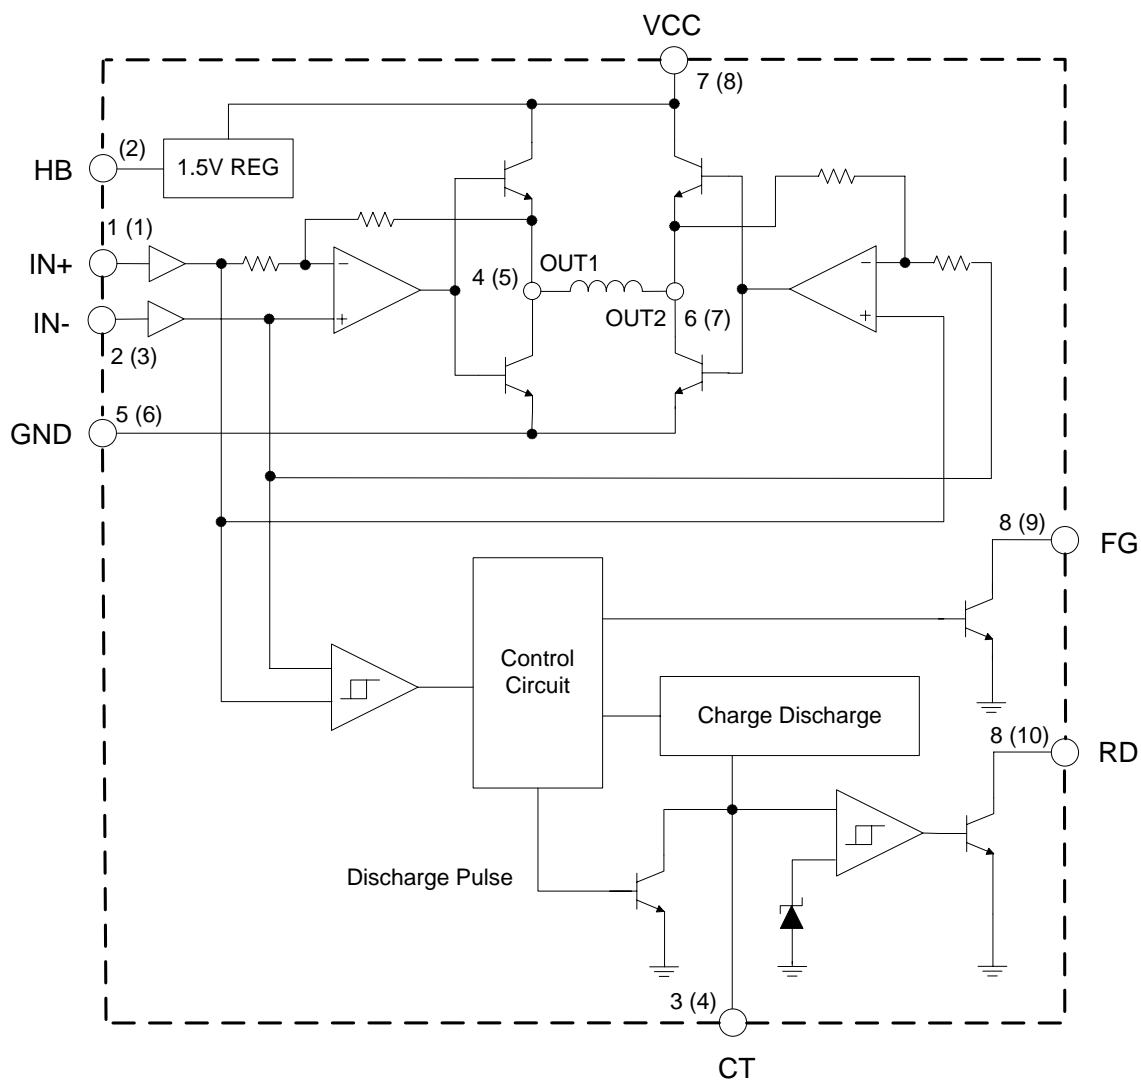 VCC
7 (8)
HB
(2)
1.5V REG
1 (1)
IN+
IN-
2 (3)
−
+
4 (5)
OUT1
OUT2
6 (7)
−
+
5 (6)
GND
8 (9)
FG
Control
Circuit
Charge Discharge
8 (10)
RD
Discharge Pulse
3 (4)
CT